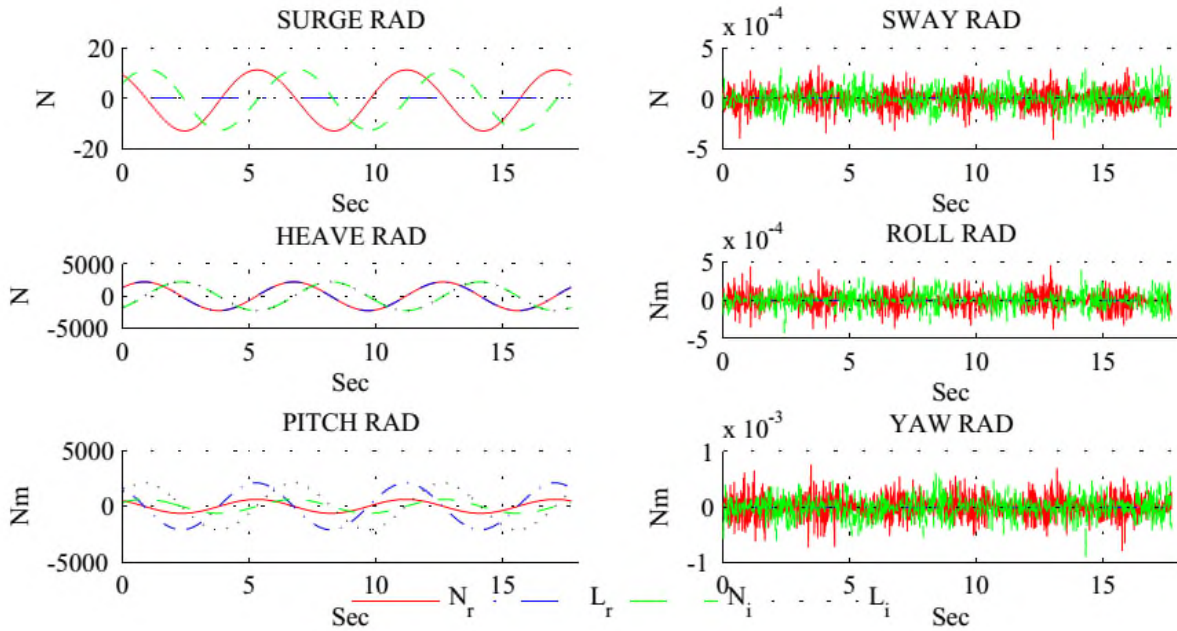 SURGE RAD
20
0
-20
N
0 5 10 15
Sec
SWAY RAD
x 10^-4
5
0
-5
N
0 5 10 15
Sec
HEAVE RAD
5000
0
-5000
N
0 5 10 15
Sec
ROLL RAD
x 10^-4
5
0
-5
Nm
0 5 10 15
Sec
PITCH RAD
5000
0
-5000
Nm
0 5 10 15
Sec
YAW RAD
x 10^-3
1
0
-1
Nm
0 5 10 15
Sec
N_r L_r N_i L_i